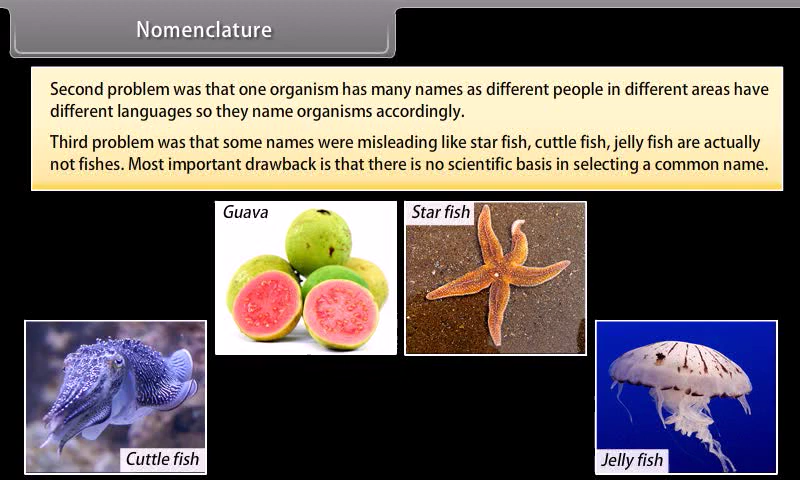 Nomenclature
Second problem was that one organism has many names as different people in different areas have
different languages so they name organisms accordingly.
Third problem was that some names were misleading like star fish, cuttle fish, jelly fish are actually
not fishes. Most important drawback is that there is no scientific basis in selecting a common name.
Guava
Star fish
Cuttle fish
Jelly fish